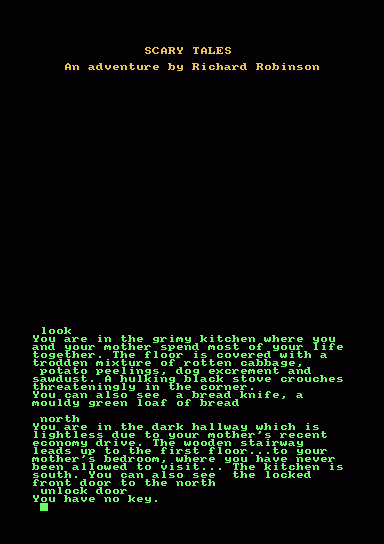 SCARY TALES
An adventure by Richard Robinson
look
You are in the grimy kitchen where you
and your mother spend most of your life
together. The floor is covered with a
trodden mixture of rotten cabbage,
potato peelings, dog excrement and
sawdust. A hulking black stove crouches
threateningly in the corner.
You can also see  a bread knife, a
mouldy green loaf of bread
north
You are in the dark hallway which is
lightless due to your mother's recent
economy drive. The wooden stairway
leads up to the first floor...to your
mother's bedroom, where you have never
been allowed to visit... The kitchen is
south. You can also see  the locked
front door to the north
unlock door
You have no key.